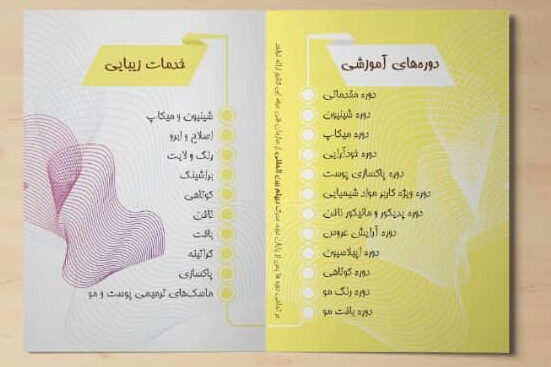 دوره‌های آموزشی
دوره مقدماتی
دوره شینیون
دوره میکاپ
دوره خودآرایی
دوره پاکسازی پوست
دوره ویژه کاربر مواد شیمیایی
دوره پدیکور و مانیکور ناخن
دوره آرایش عروس
دوره اپیلاسیون
دوره کوتاهی
دوره رنگ مو
دوره بافت مو
خدمات زیبایی
شینیون و میکاپ
اصلاح و ابرو
رنگ و لایت
براشینگ
کوتاهی
ناخن
بافت
کراتینه
پاکسازی
ماسک‌های ترمیمی پوست و مو